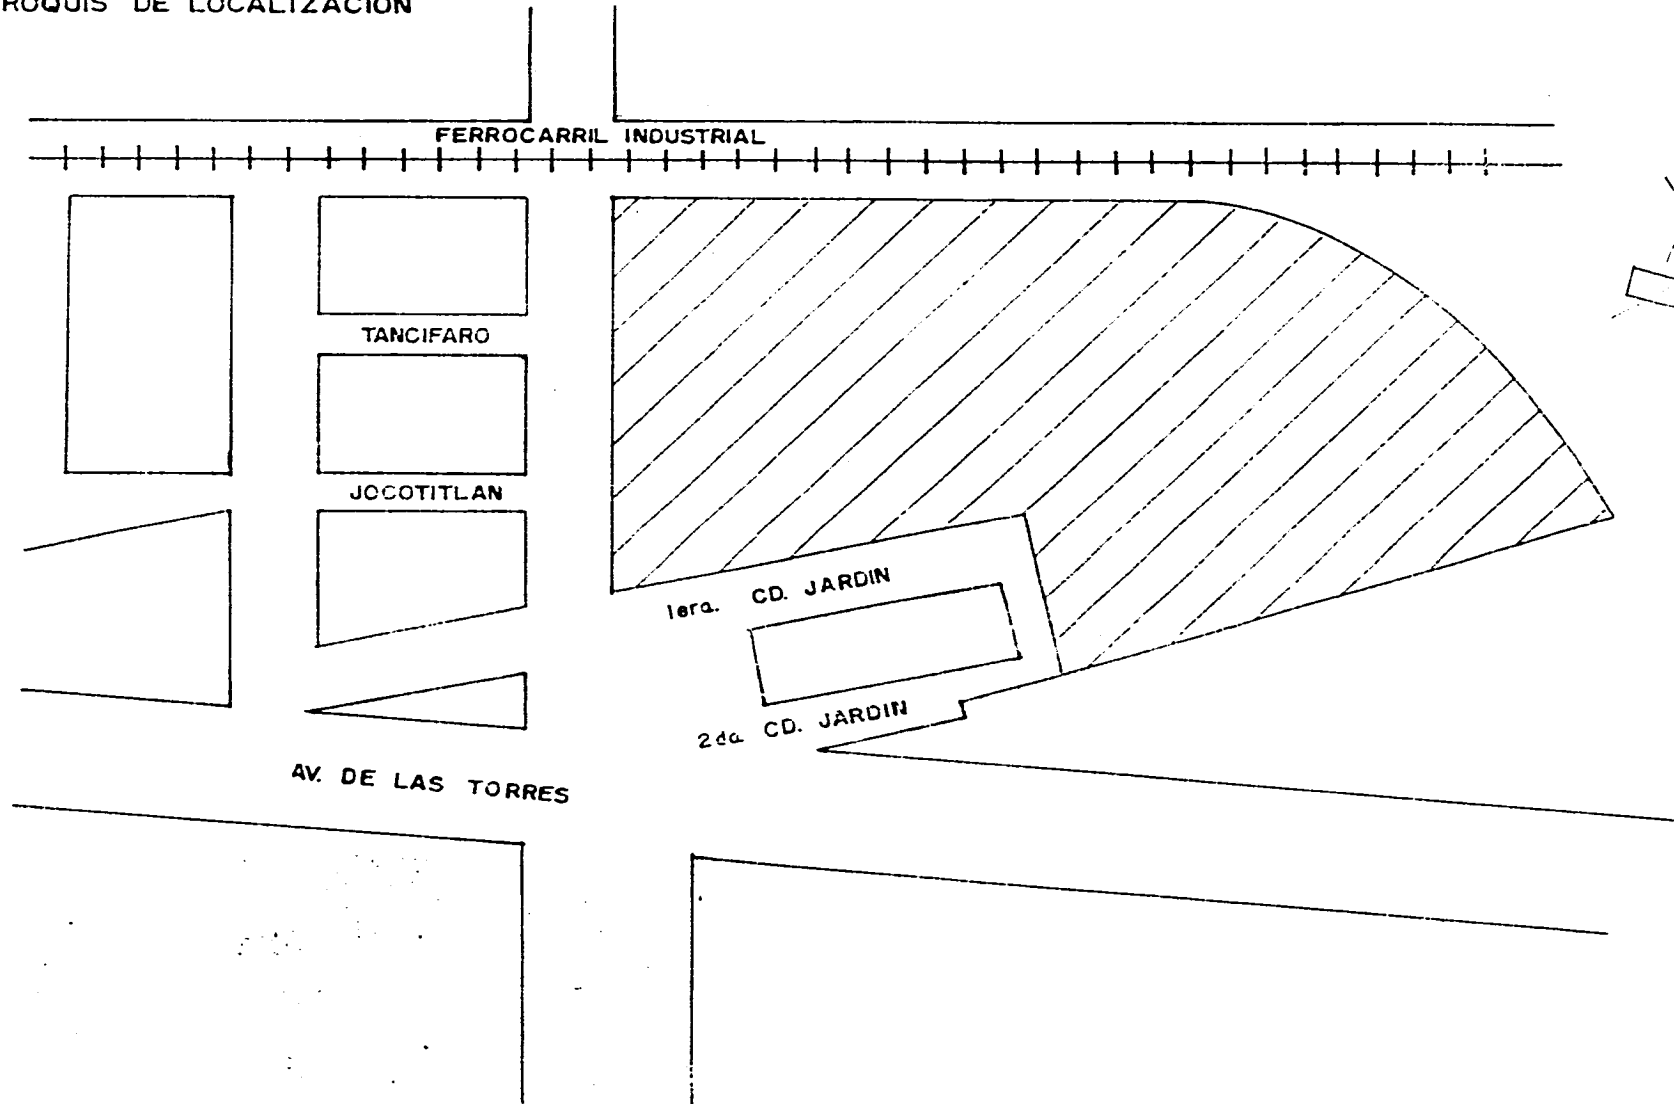 ROQUIS DE LOCALIZACION
FERROCARRIL INDUSTRIAL
TANCIFARO
JOCOTITLAN
1era. CD. JARDIN
2da CD. JARDIN
AV. DE LAS TORRES